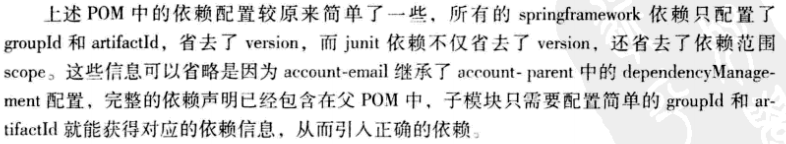 上述 POM 中的依赖配置较原来简单了一些，所有的 springframework 依赖只配置了
groupId 和 artifactId，省去了 version，而 junit 依赖不仅省去了 version，还省去了依赖范围
scope。这些信息可以省略是因为 account-email 继承了 account- parent 中的 dependencyManage-
ment 配置，完整的依赖声明已经包含在父 POM 中，子模块只需要配置简单的 groupId 和 ar-
tifactId 就能获得对应的依赖信息，从而引入正确的依赖。